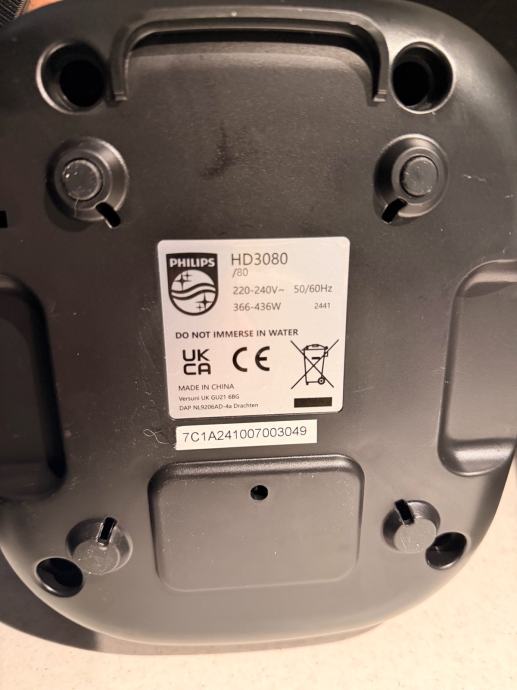 PHILIPS
HD3080
/80
220-240V~ 50/60Hz
366-436W 2441
DO NOT IMMERSE IN WATER
UK
CA CE
MADE IN CHINA
Versuni UK GU21 6BG
DAP NL9206AD-4a Drachten
7C1A241007003049